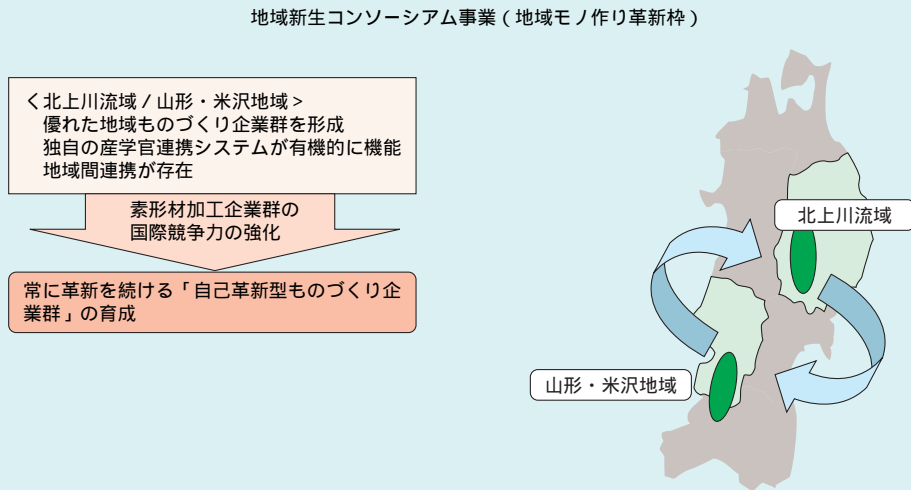 地域新生コンソーシアム事業（地域モノ作り革新枠）
＜北上川流域／山形・米沢地域＞
優れた地域ものづくり企業群を形成
独自の産学官連携システムが有機的に機能
地域間連携が存在
素形材加工企業群の
国際競争力の強化
常に革新を続ける「自己革新型ものづくり企
業群」の育成
北上川流域
山形・米沢地域